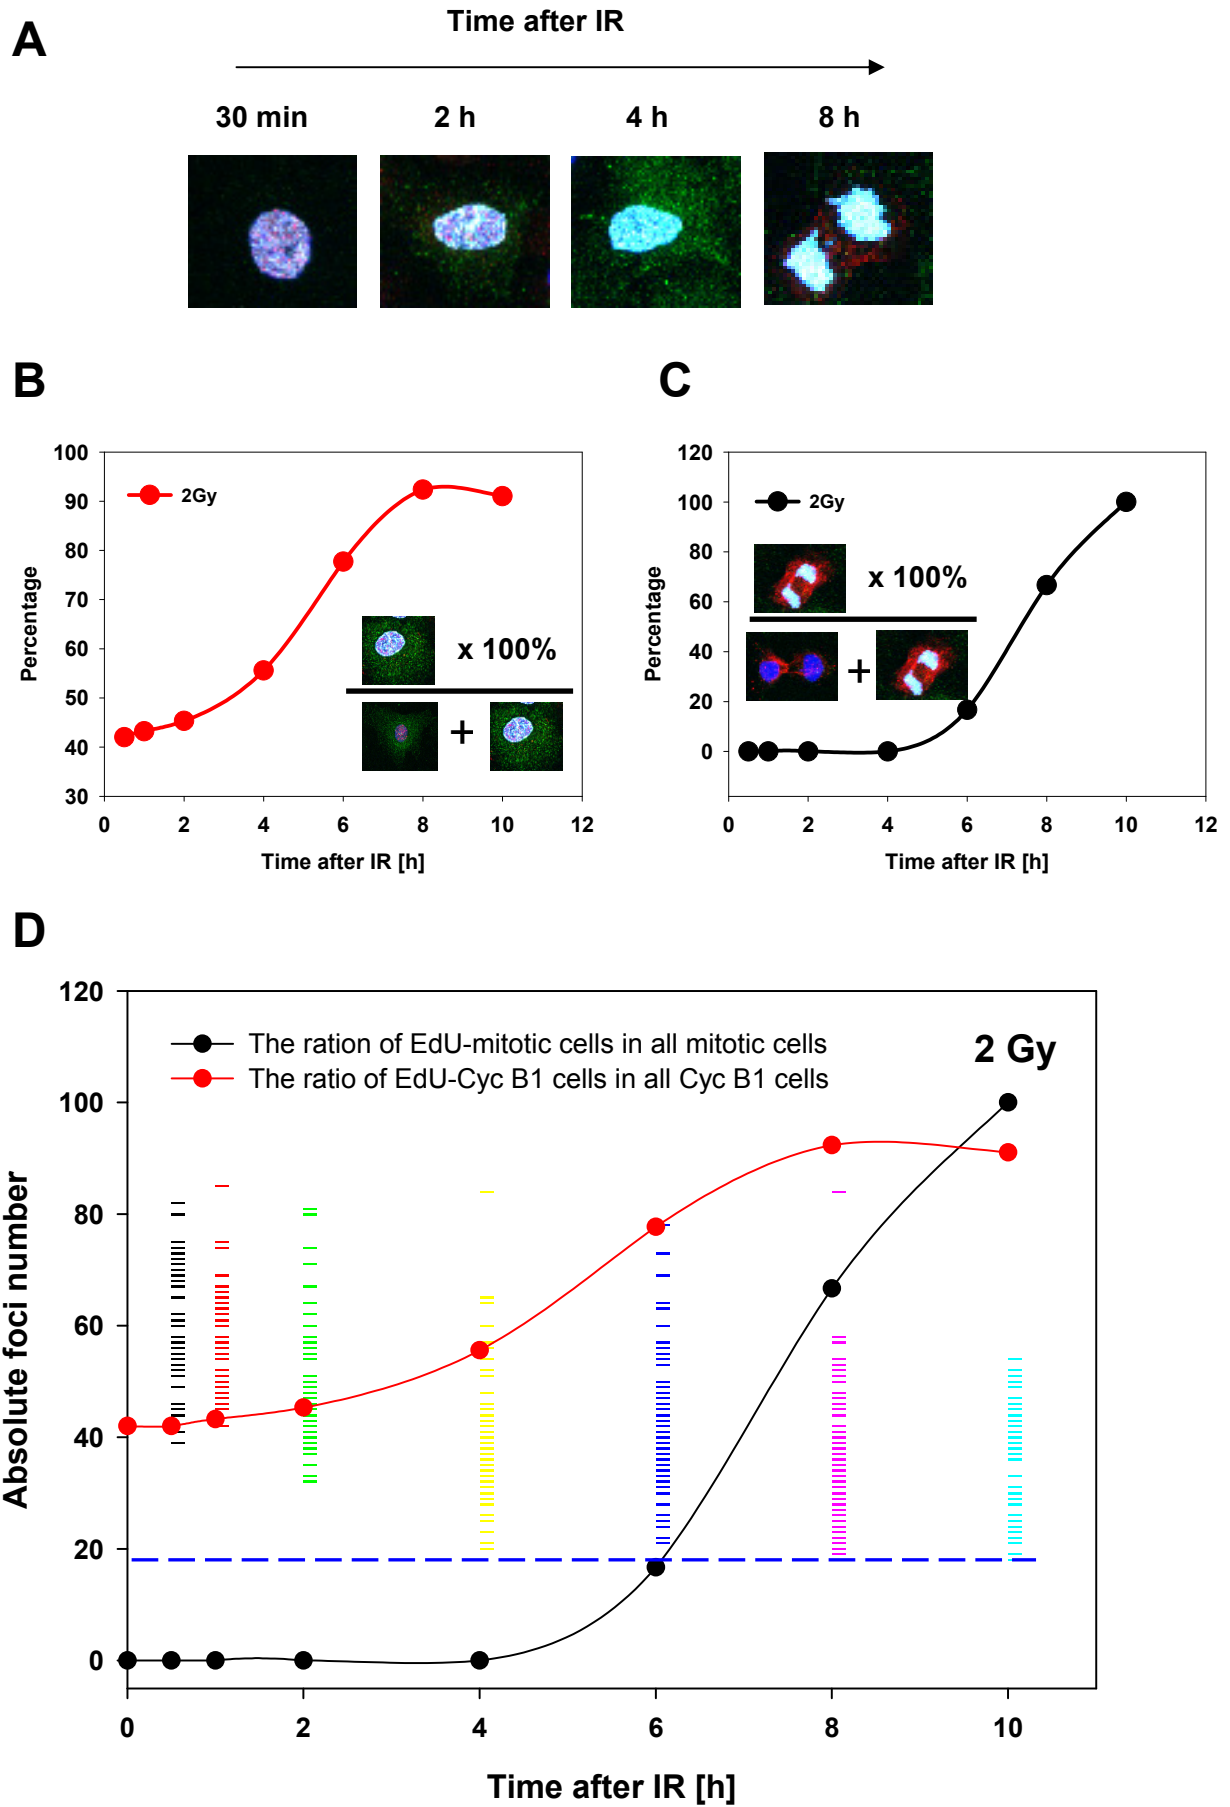 A
Time after IR
30 min
2 h
4 h
8 h
B
100
90
80
70
60
50
40
30
0
2
4
6
8
10
12
Percentage
Time after IR [h]
2Gy
x 100%
+
C
120
100
80
60
40
20
0
0
2
4
6
8
10
12
Percentage
Time after IR [h]
2Gy
x 100%
+
D
120
100
80
60
40
20
0
0
2
4
6
8
10
Absolute foci number
Time after IR [h]
The ration of EdU-mitotic cells in all mitotic cells
The ratio of EdU-Cyc B1 cells in all Cyc B1 cells
2 Gy